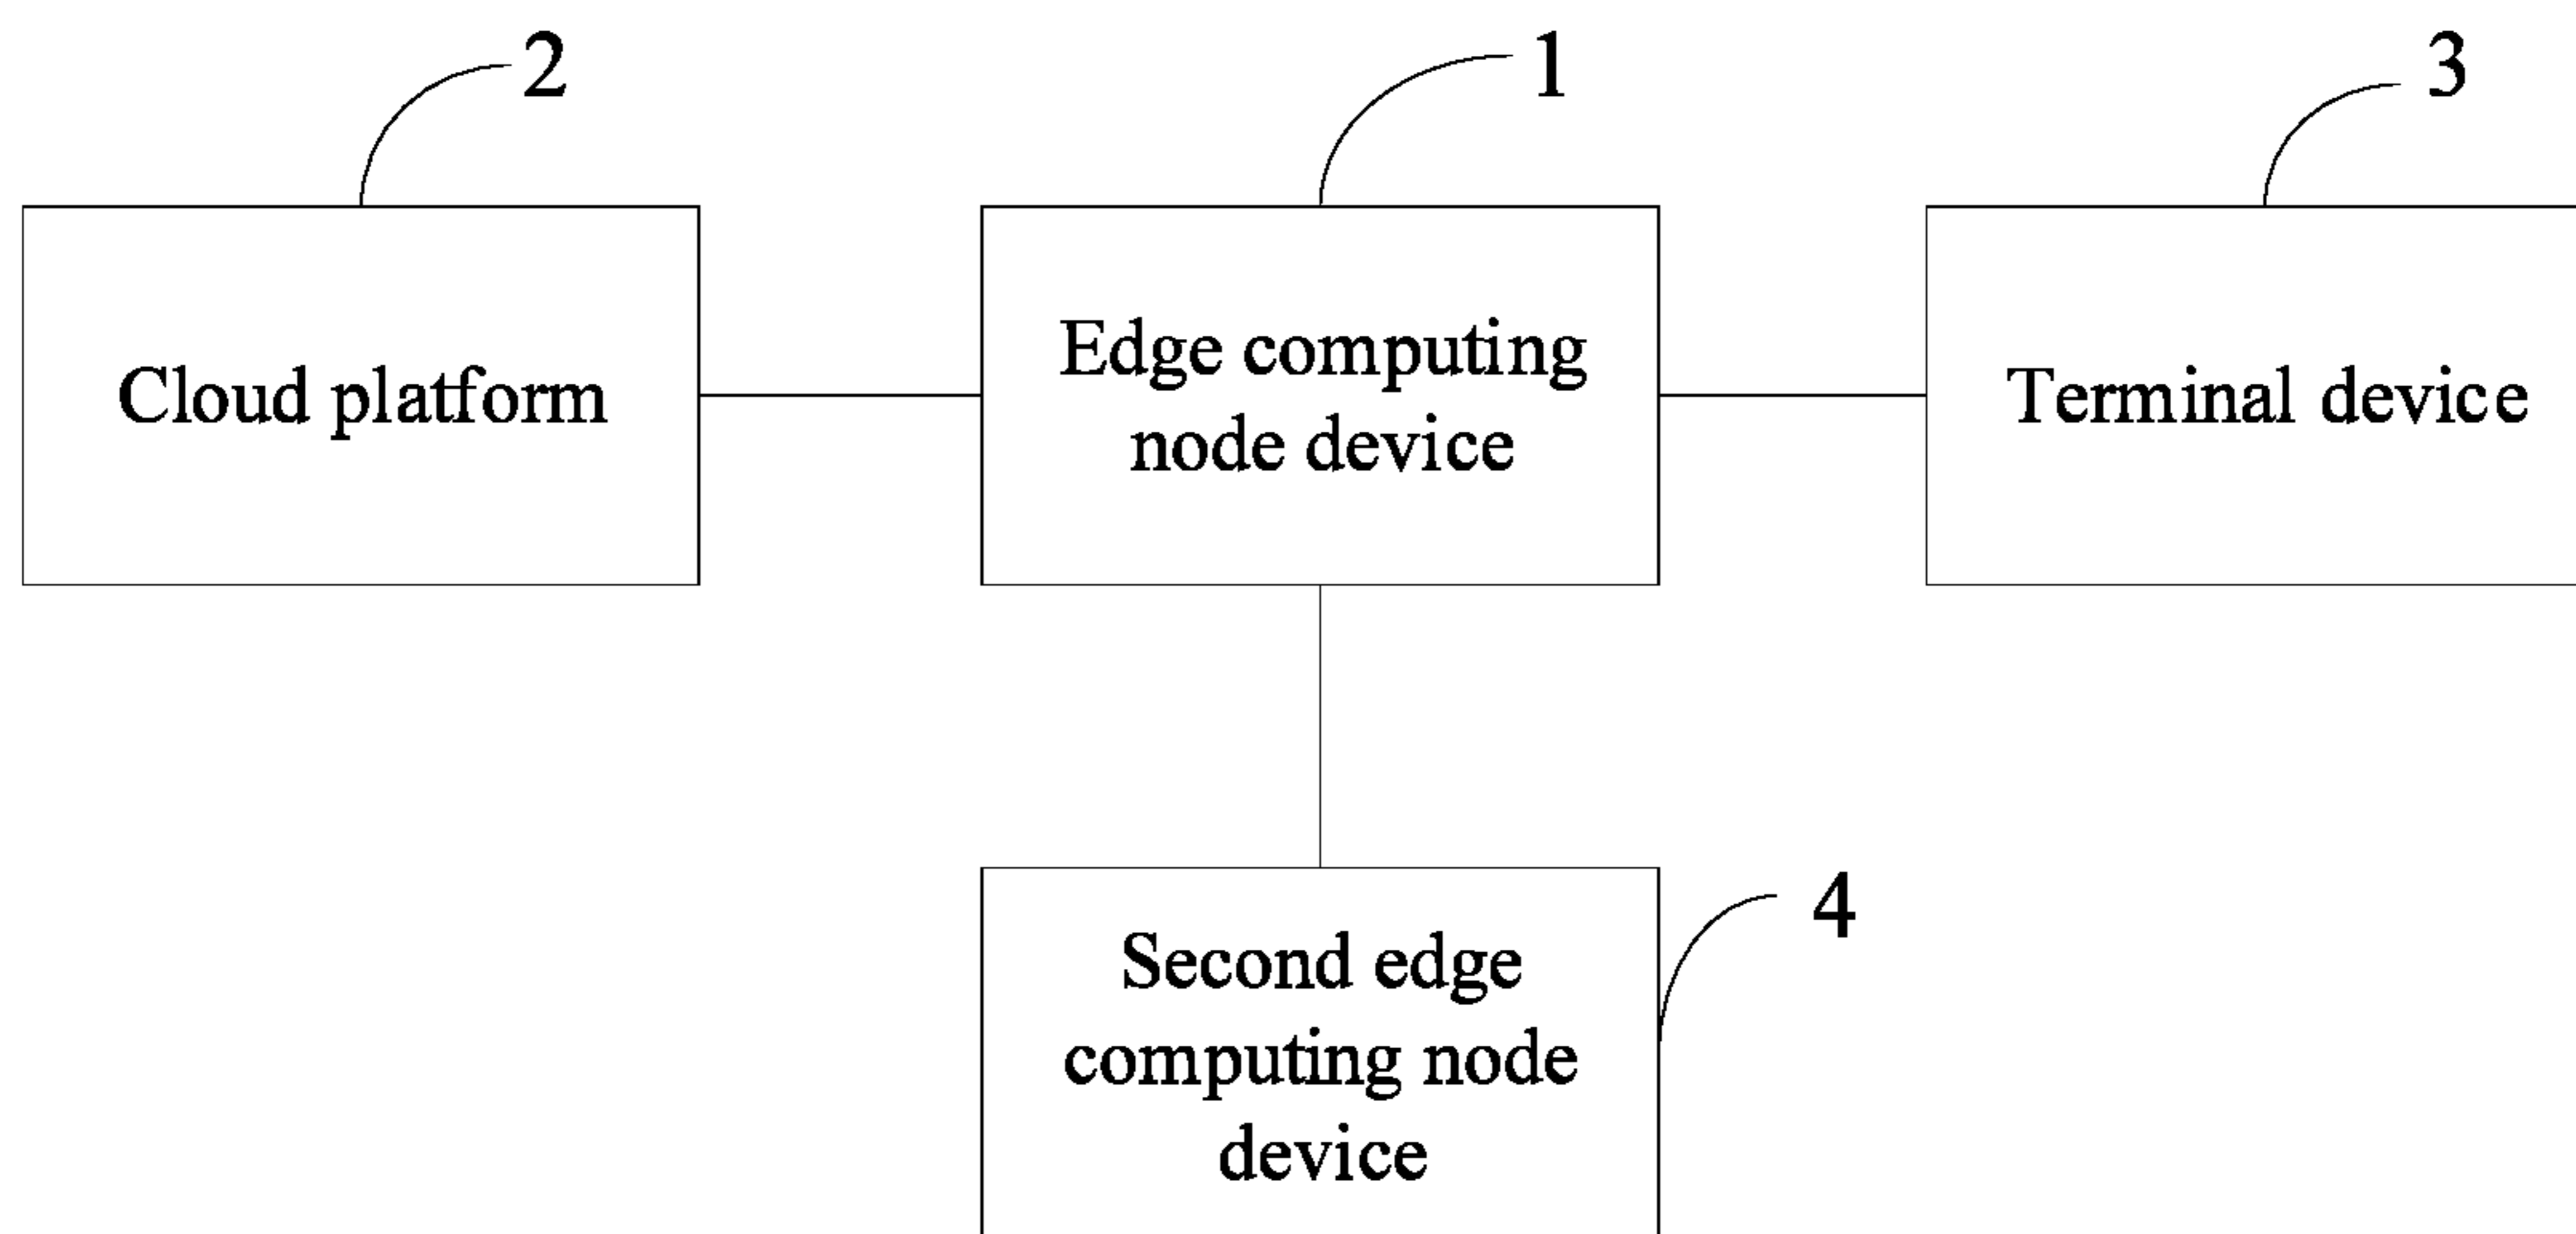 2
1
3
Cloud platform
Edge computing
node device
Terminal device
4
Second edge
computing node
device